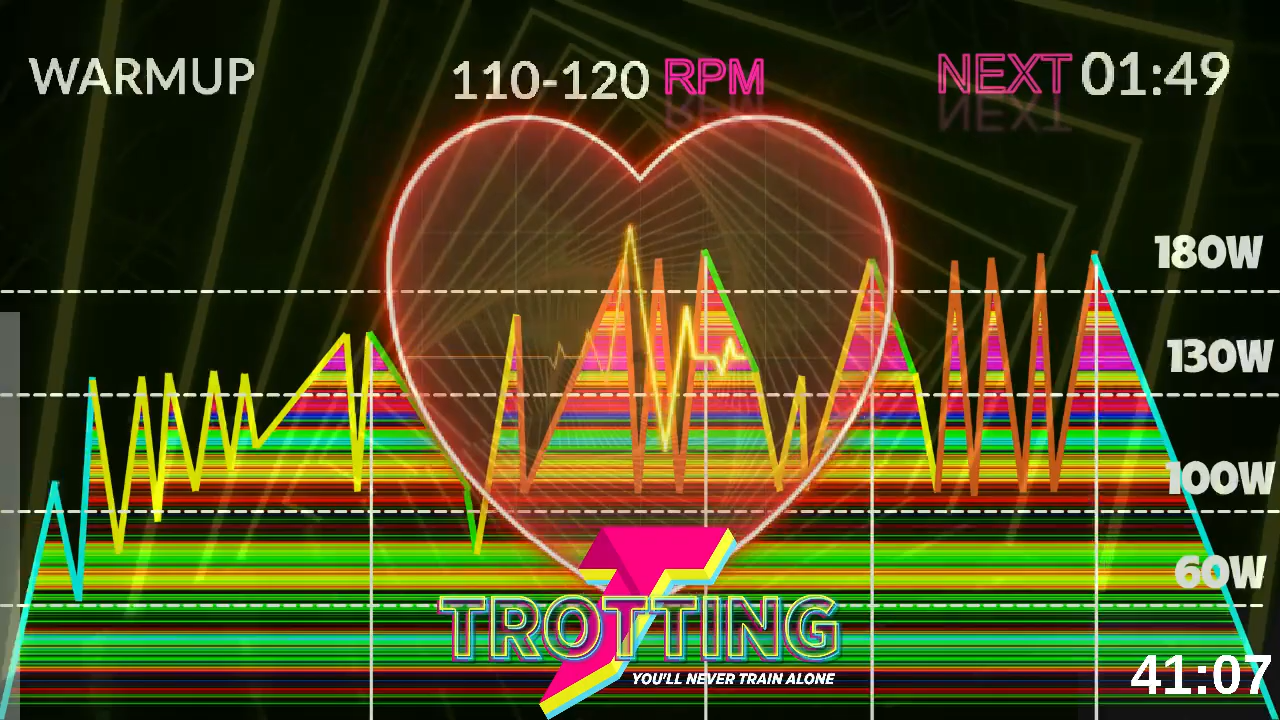 WARMUP
110-120 RPM
NEXT 01:49
180W
130W
100W
60W
TROTTING
YOU'LL NEVER TRAIN ALONE
41:07